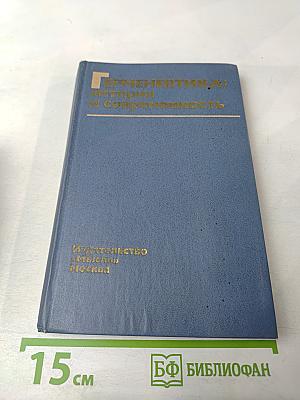 Герменевтика:
история
и современность
Издательство
«Мысль»
Москва
15 см
БФ БИБЛИОФАН